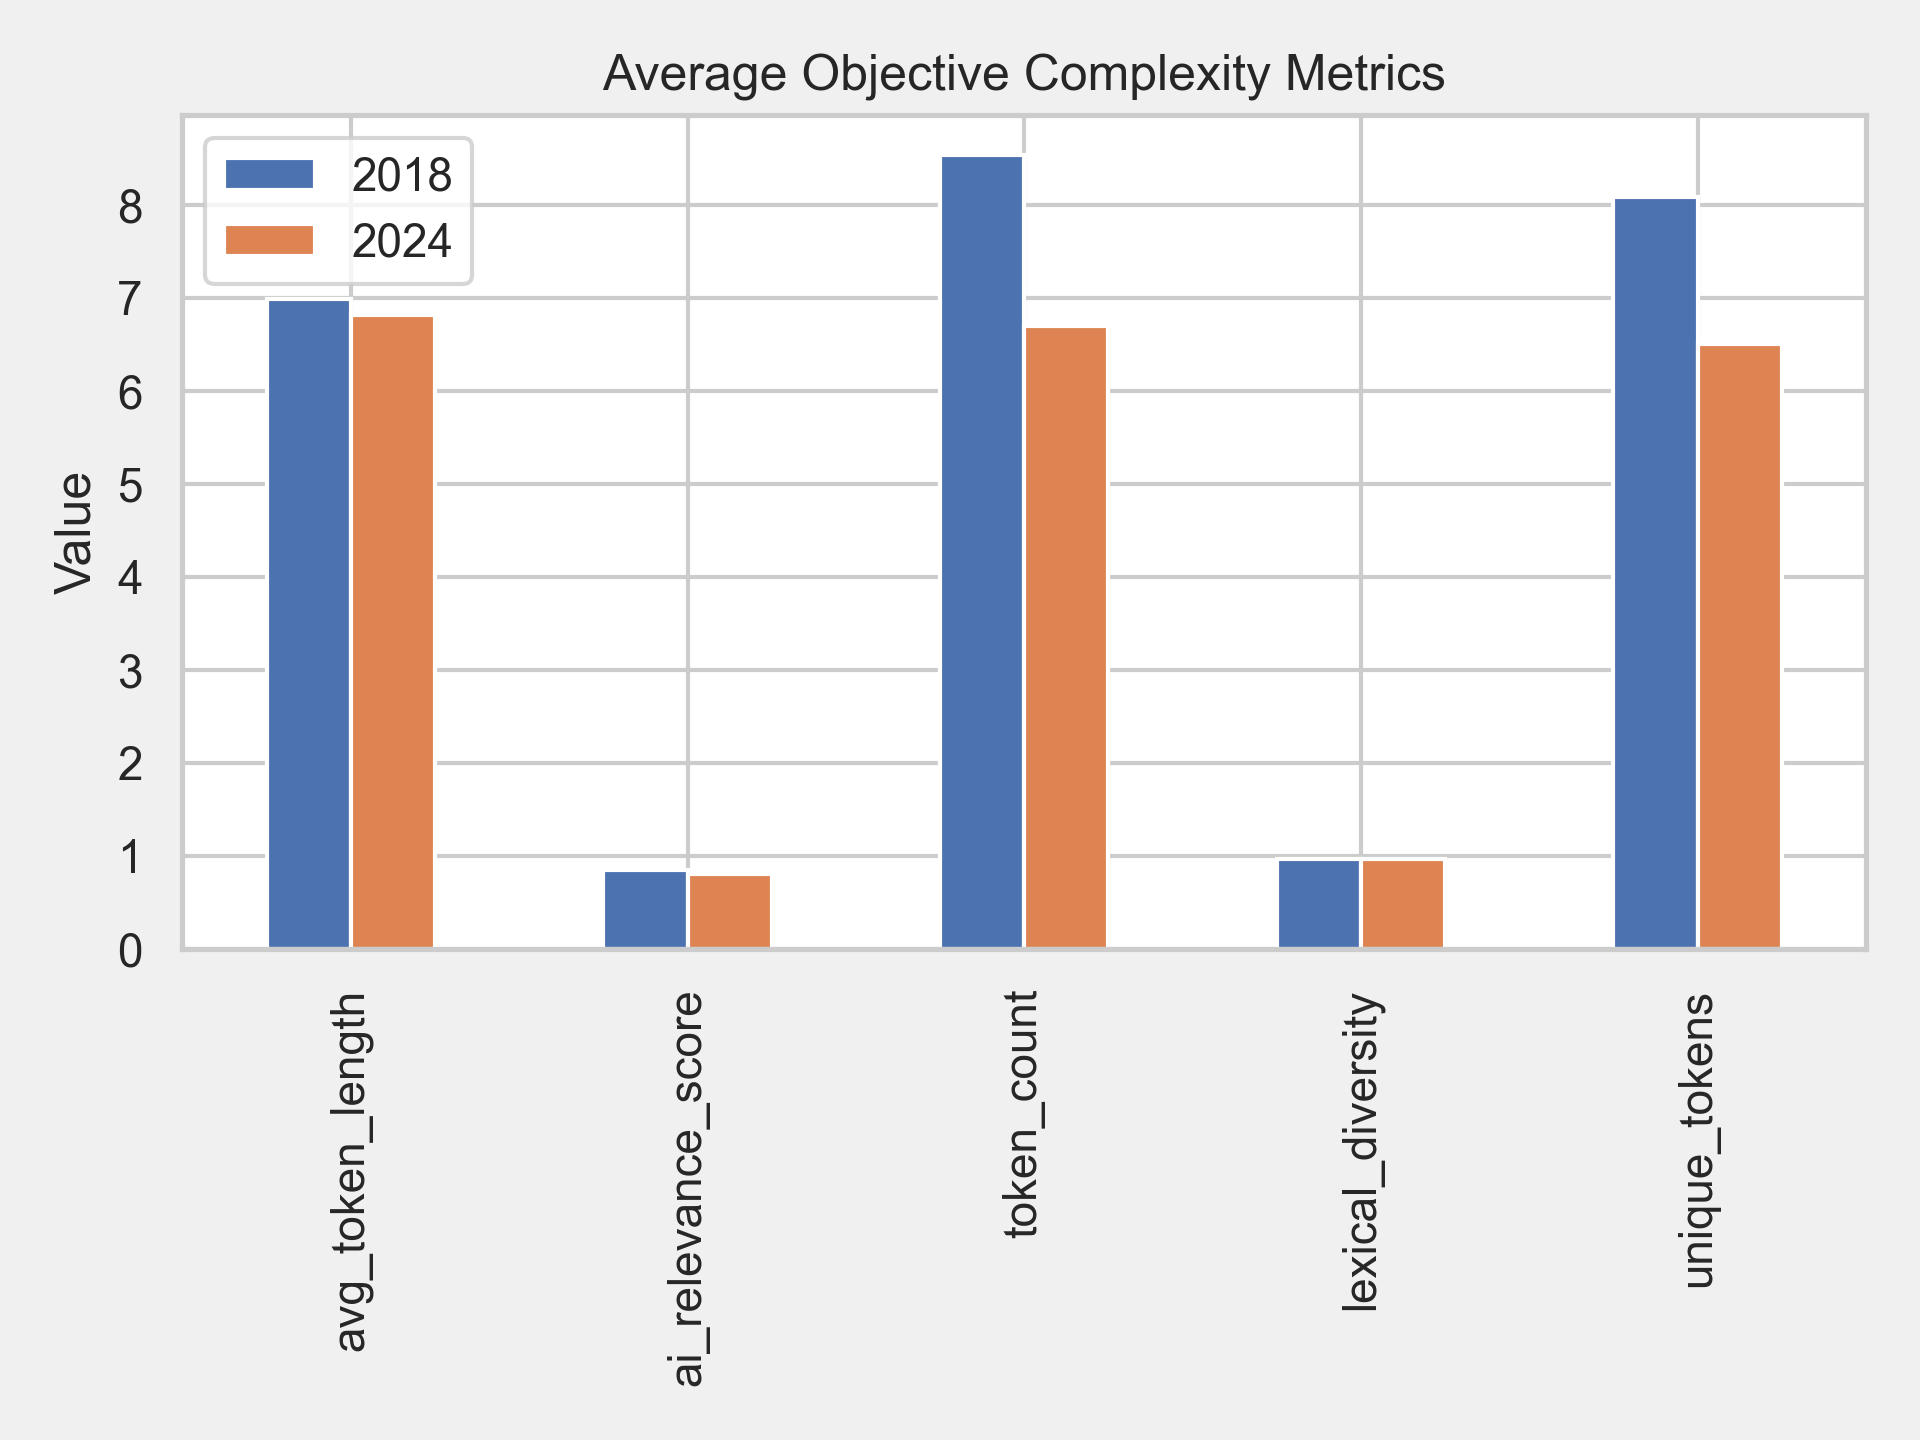 Average Objective Complexity Metrics
2018
2024
Value
8
7
6
5
4
3
2
1
0
avg_token_length
ai_relevance_score
token_count
lexical_diversity
unique_tokens